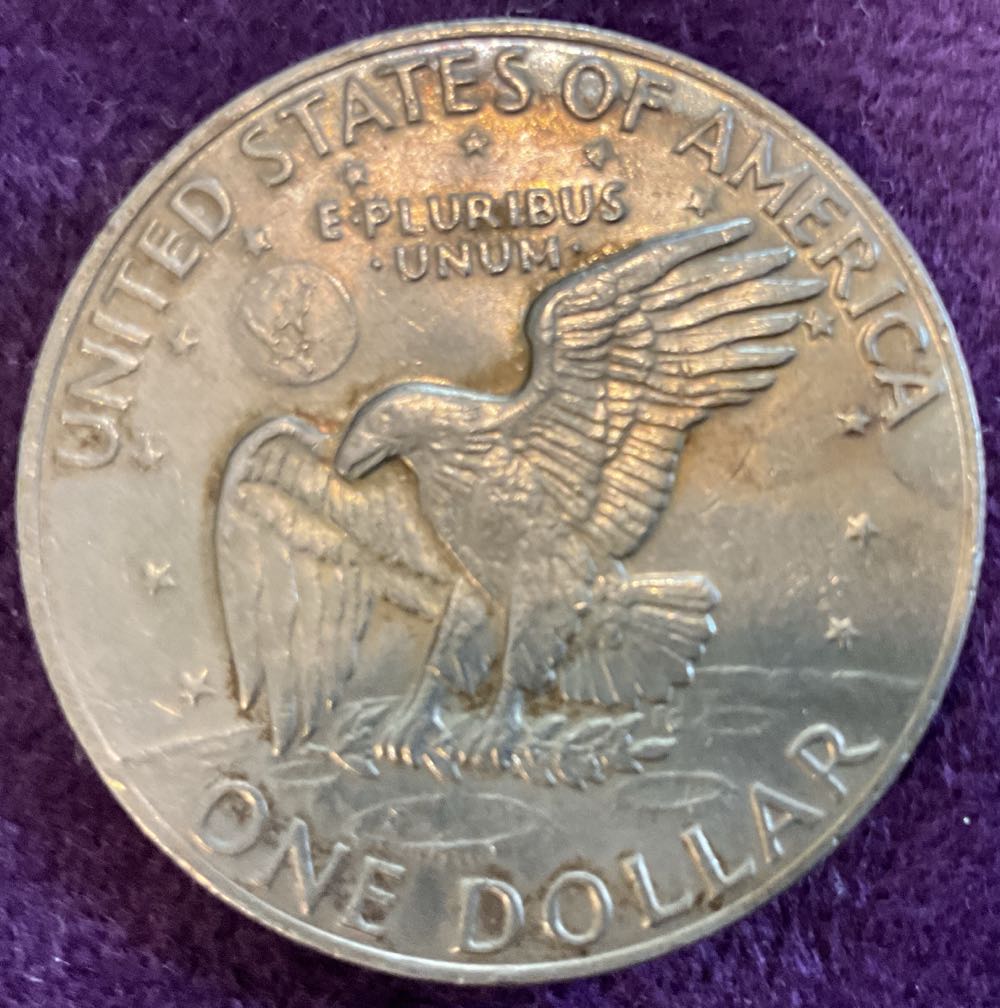 UNITED STATES OF AMERICA
E·PLURIBUS
·UNUM·
ONE DOLLAR